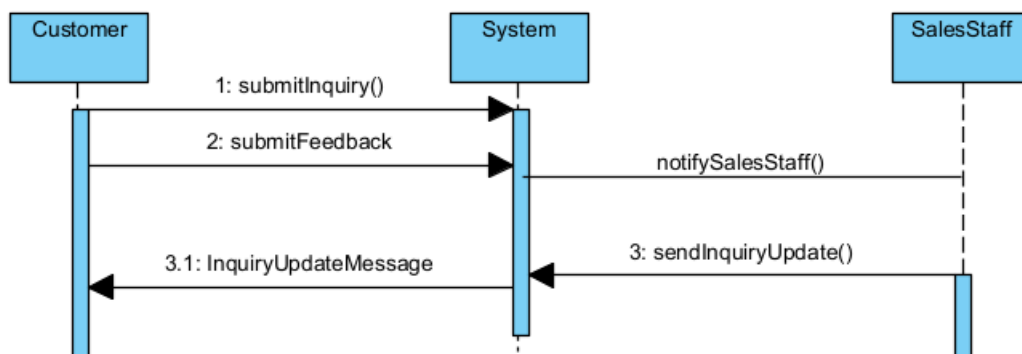 Customer
System
SalesStaff
1: submitInquiry()
2: submitFeedback
notifySalesStaff()
3: sendInquiryUpdate()
3.1: InquiryUpdateMessage